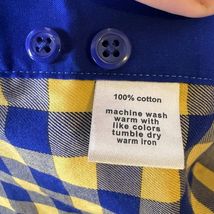 100% cotton
machine wash
warm with
like colors
tumble dry
warm iron